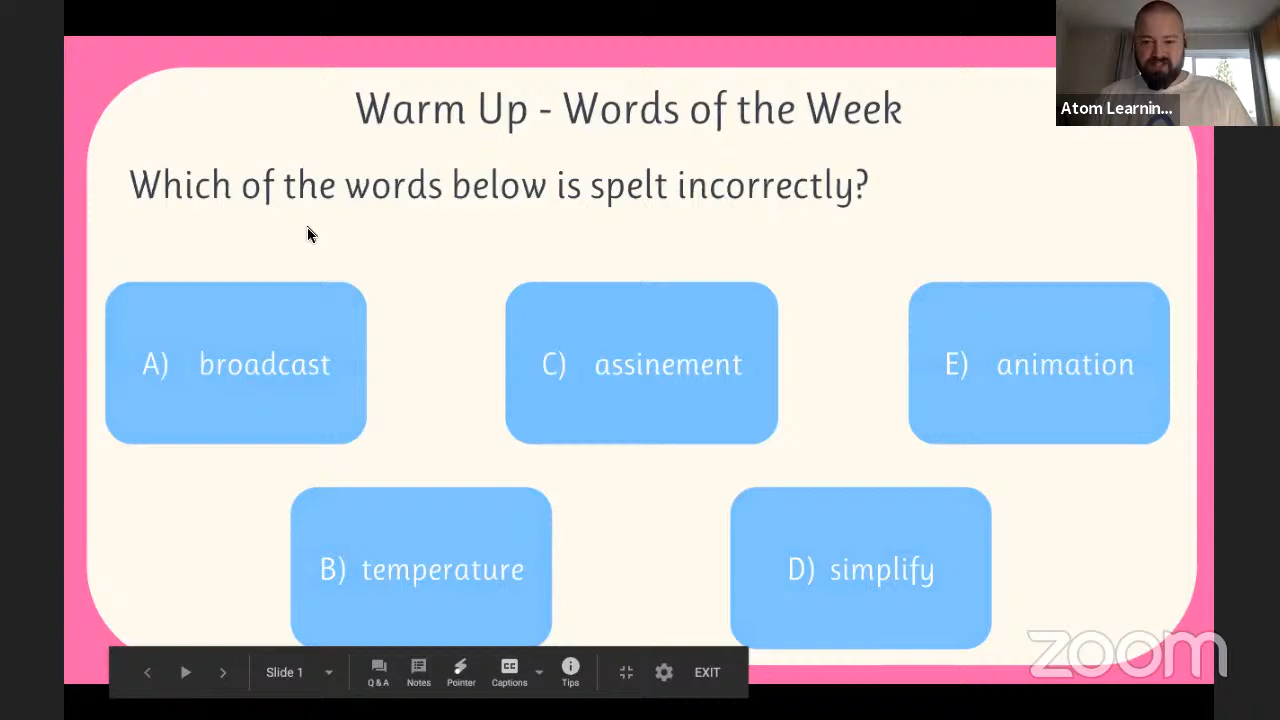 Warm Up - Words of the Week
Atom Learnin...
Which of the words below is spelt incorrectly?
A) broadcast
C) assinement
E) animation
B) temperature
D) simplify
zoom
Slide 1
Q & A
Notes
Pointer
CC
Captions
Tips
EXIT